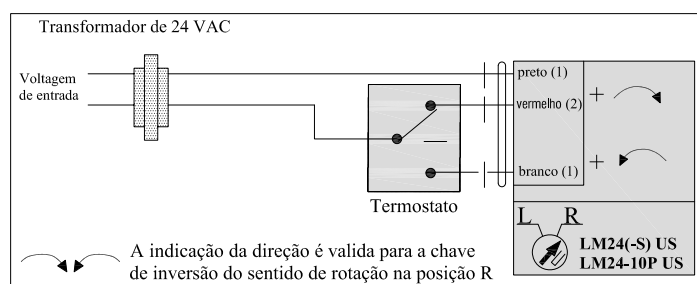 Transformador de 24 VAC
Voltagem
de entrada
preto (1)
vermelho (2)
+
branco (1)
+
Termostato
L R
LM24(-S) US
LM24-10P US
A indicação da direção é valida para a chave
de inversão do sentido de rotação na posição R